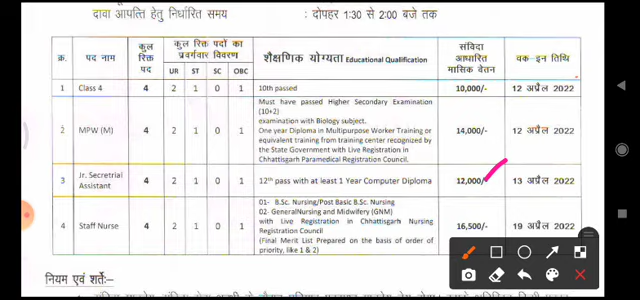 दावा आपत्ति हेतु निर्धारित समय : दोपहर 1:30 से 2:00 बजे तक
क्र. पद नाम कुल रिक्त पद कुल रिक्त पदों का प्रवर्गवार विवरण शैक्षणिक योग्यता Educational Qualification संविदा आधारित मासिक वेतन वक-इन तिथि
UR ST SC OBC
1 Class 4 4 2 1 0 1 10th passed 10,000/- 12 अप्रैल 2022
2 MPW (M) 4 2 1 0 1 Must have passed Higher Secondary Examination (10+2)
examination with Biology subject.
One year Diploma in Multipurpose Worker Training or
equivalent training from training center recognized by
the State Government with Live Registration in
Chhattisgarh Paramedical Registration Council. 14,000/- 12 अप्रैल 2022
3 Jr. Secretrial Assistant 4 2 1 0 1 12th pass with at least 1 Year Computer Diploma 12,000/- 13 अप्रैल 2022
4 Staff Nurse 4 2 1 0 1 01- B.Sc. Nursing/Post Basic B.Sc. Nursing
02- GeneralNursing and Midwifery (GNM)
with Live Registration in Chhattisgarh Nursing
Registration Council
(Final Merit List Prepared on the basis of order of
priority, like 1 & 2) 16,500/- 19 अप्रैल 2022
नियम एवं शर्ते:-